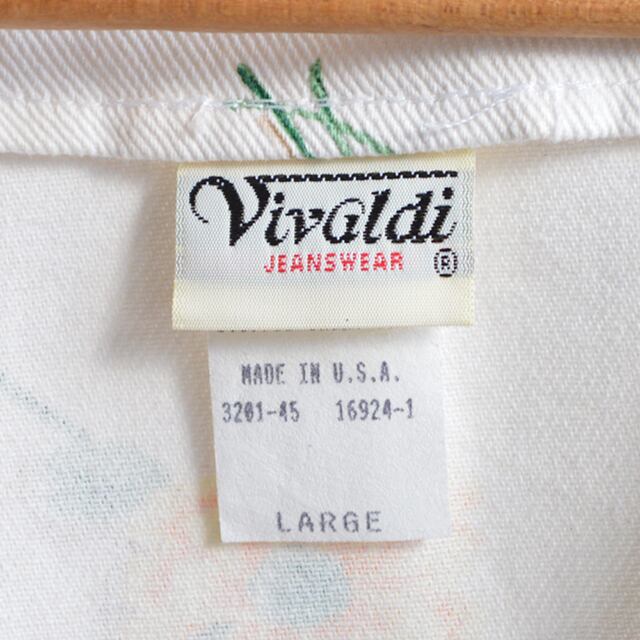 Vivaldi
JEANSWEAR ®
MADE IN U.S.A.
3201-45 16924-1
LARGE